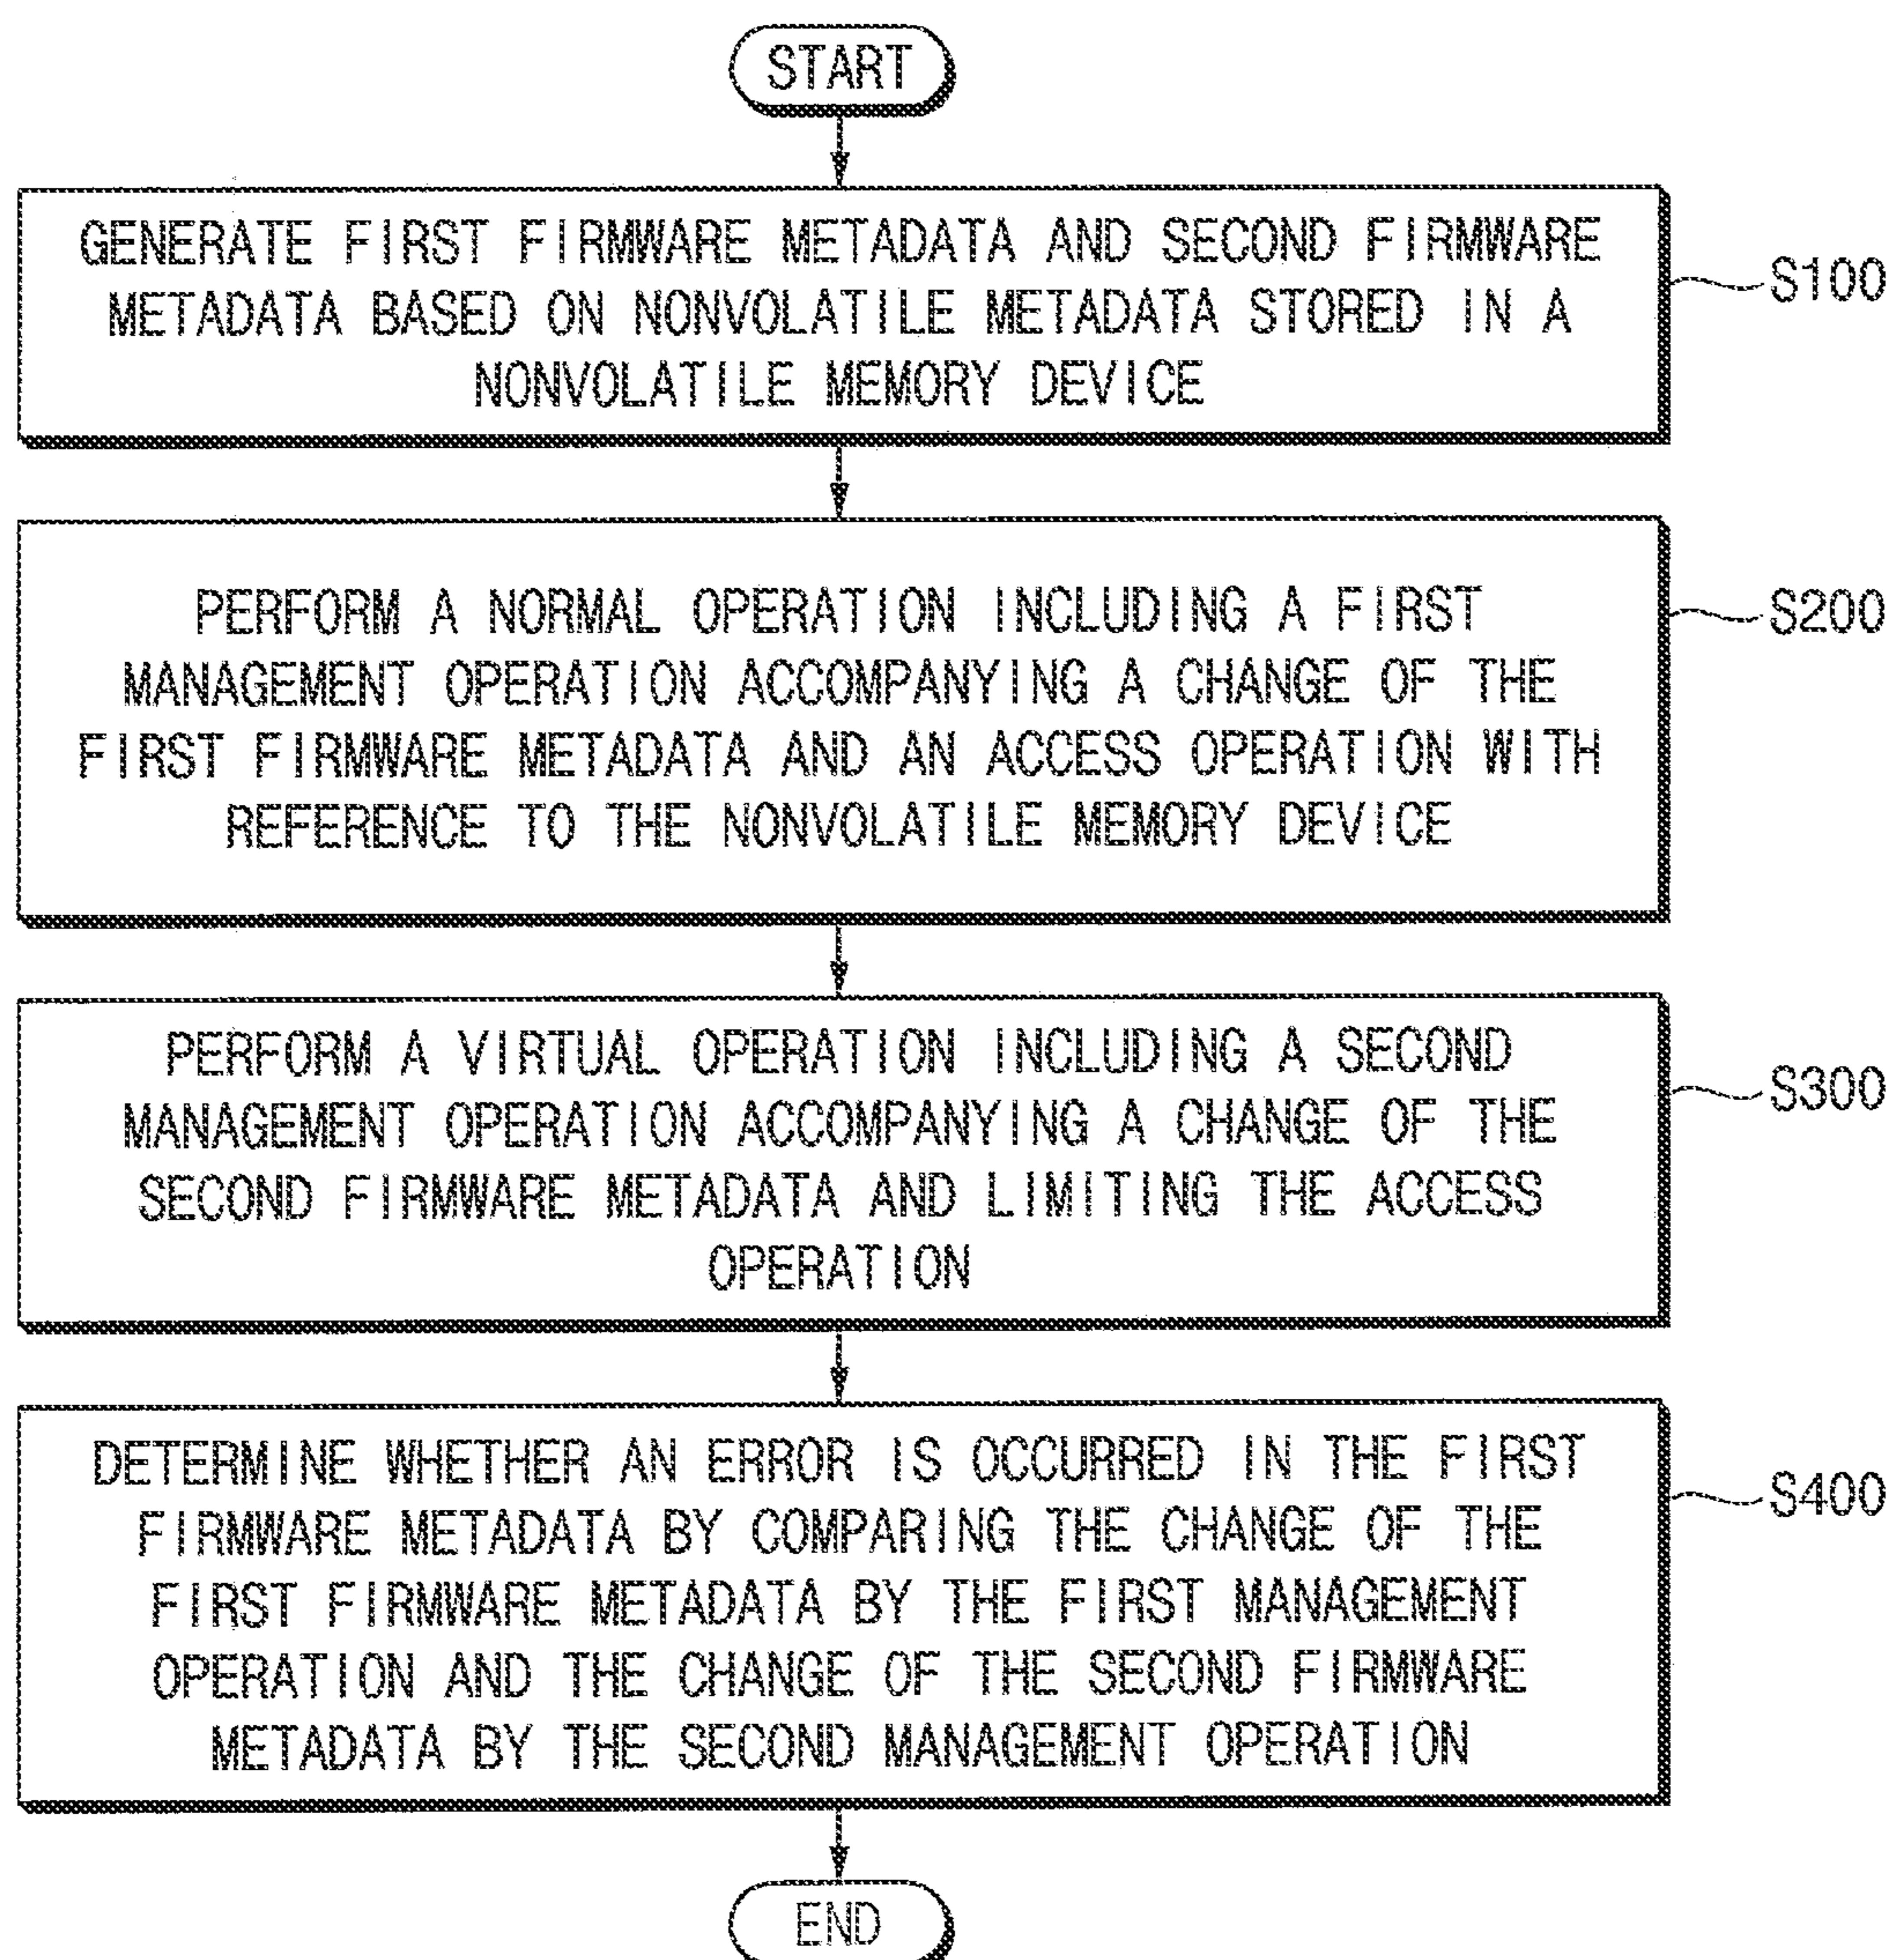 START
GENERATE FIRST FIRMWARE METADATA AND SECOND FIRMWARE
METADATA BASED ON NONVOLATILE METADATA STORED IN A
NONVOLATILE MEMORY DEVICE
S100
PERFORM A NORMAL OPERATION INCLUDING A FIRST
MANAGEMENT OPERATION ACCOMPANYING A CHANGE OF THE
FIRST FIRMWARE METADATA AND AN ACCESS OPERATION WITH
REFERENCE TO THE NONVOLATILE MEMORY DEVICE
S200
PERFORM A VIRTUAL OPERATION INCLUDING A SECOND
MANAGEMENT OPERATION ACCOMPANYING A CHANGE OF THE
SECOND FIRMWARE METADATA AND LIMITING THE ACCESS
OPERATION
S300
DETERMINE WHETHER AN ERROR IS OCCURRED IN THE FIRST
FIRMWARE METADATA BY COMPARING THE CHANGE OF THE
FIRST FIRMWARE METADATA BY THE FIRST MANAGEMENT
OPERATION AND THE CHANGE OF THE SECOND FIRMWARE
METADATA BY THE SECOND MANAGEMENT OPERATION
S400
END